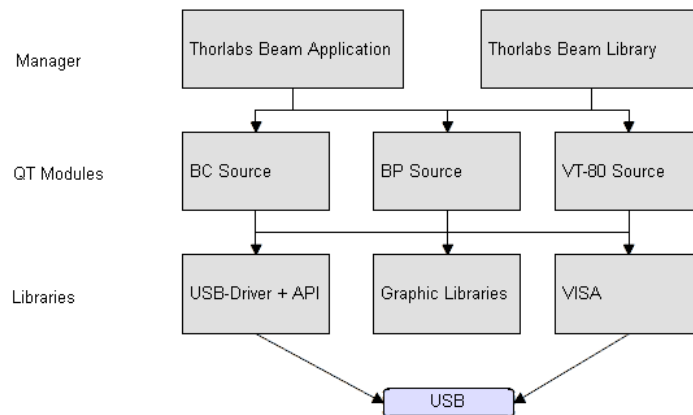 Manager
Thorlabs Beam Application
Thorlabs Beam Library
QT Modules
BC Source
BP Source
VT-80 Source
Libraries
USB-Driver + API
Graphic Libraries
VISA
USB